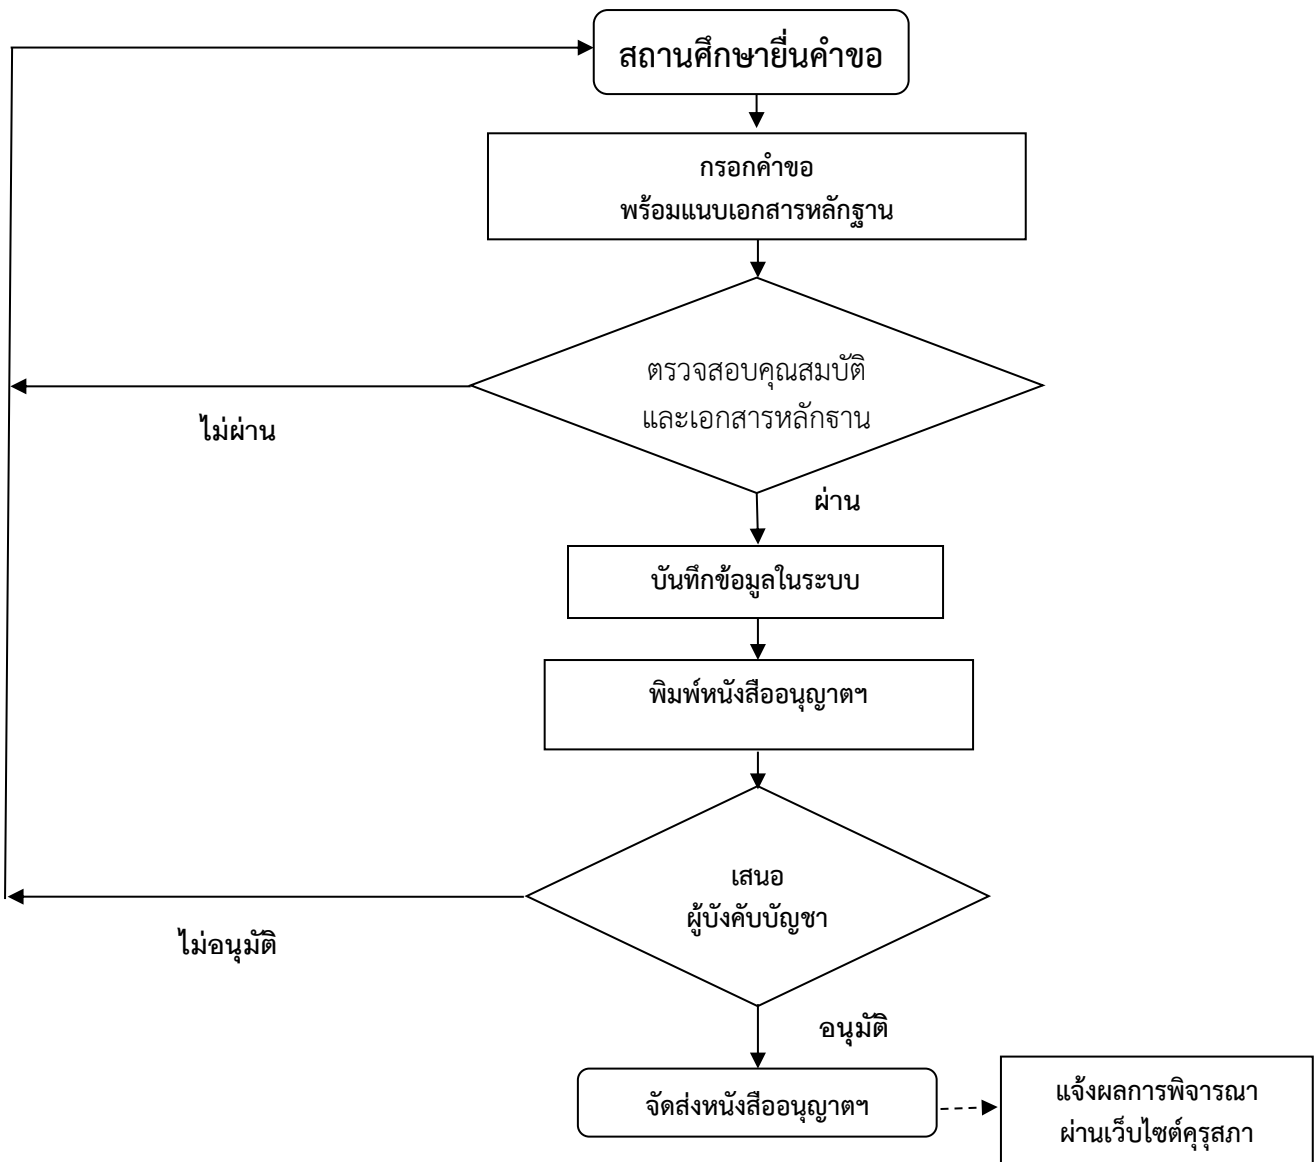 สถานศึกษายื่นคำขอ
กรอกคำขอ
พร้อมแนบเอกสารหลักฐาน
ตรวจสอบคุณสมบัติ
และเอกสารหลักฐาน
ไม่ผ่าน
ผ่าน
บันทึกข้อมูลในระบบ
พิมพ์หนังสืออนุญาตฯ
เสนอ
ผู้บังคับบัญชา
ไม่อนุมัติ
อนุมัติ
จัดส่งหนังสืออนุญาตฯ
แจ้งผลการพิจารณา
ผ่านเว็บไซต์คุรุสภา